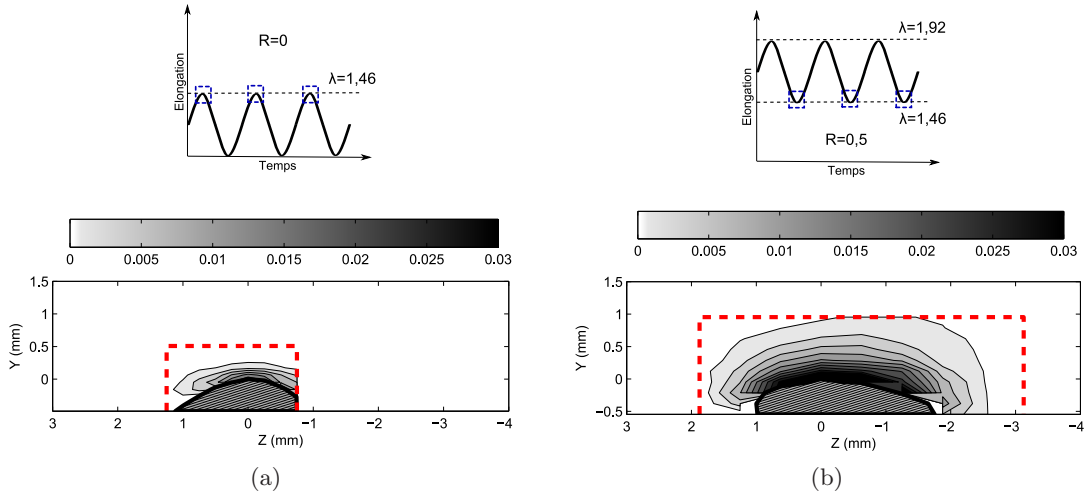 R=0
λ=1,46
Elongation
Temps
0 0.005 0.01 0.015 0.02 0.025 0.03
1.5
1
0.5
0
Y (mm)
3 2 1 0 -1 -2 -3 -4
Z (mm)
(a)
λ=1,92
Elongation
λ=1,46
R=0,5
Temps
0 0.005 0.01 0.015 0.02 0.025 0.03
1.5
1
0.5
0
-0.5
Y (mm)
3 2 1 0 -1 -2 -3 -4
Z (mm)
(b)